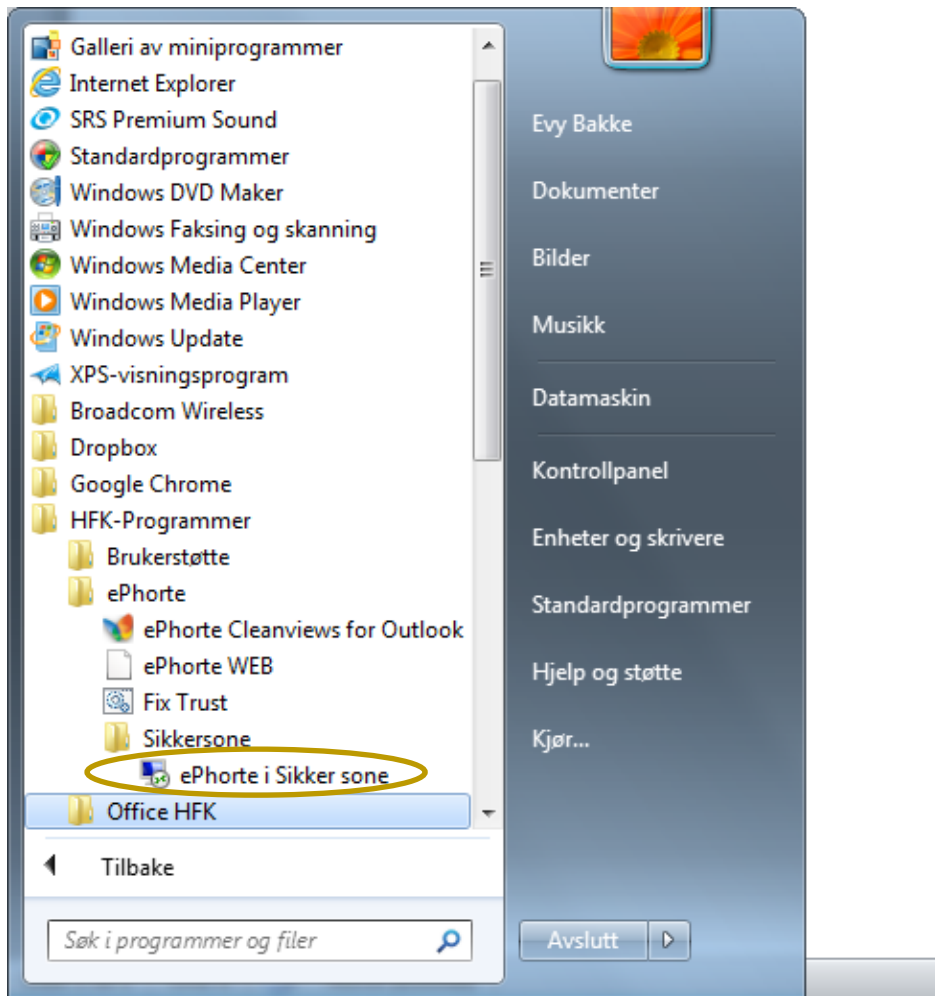 Galleri av miniprogrammer
Internet Explorer
SRS Premium Sound
Standardprogrammer
Windows DVD Maker
Windows Faksing og skanning
Windows Media Center
Windows Media Player
Windows Update
XPS-visningsprogram
Broadcom Wireless
Dropbox
Google Chrome
HFK-Programmer
Brukerstøtte
ePhorte
ePhorte Cleanviews for Outlook
ePhorte WEB
Fix Trust
Sikkersone
ePhorte i Sikker sone
Office HFK
Tilbake
Søk i programmer og filer
Evy Bakke
Dokumenter
Bilder
Musikk
Datamaskin
Kontrollpanel
Enheter og skrivere
Standardprogrammer
Hjelp og støtte
Kjør...
Avslutt